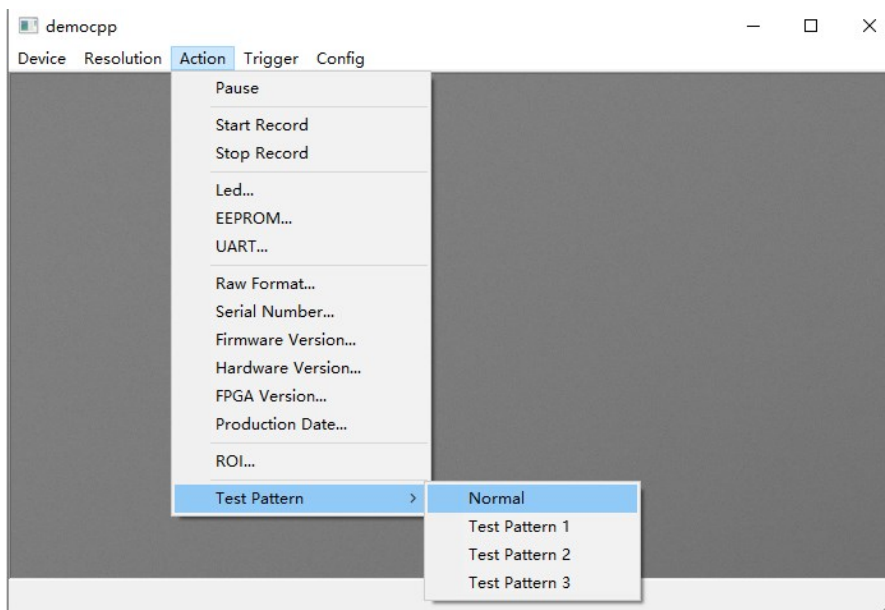 democpp
Device Resolution Action Trigger Config
Pause
Start Record
Stop Record
Led...
EEPROM...
UART...
Raw Format...
Serial Number...
Firmware Version...
Hardware Version...
FPGA Version...
Production Date...
ROI...
Test Pattern
Normal
Test Pattern 1
Test Pattern 2
Test Pattern 3